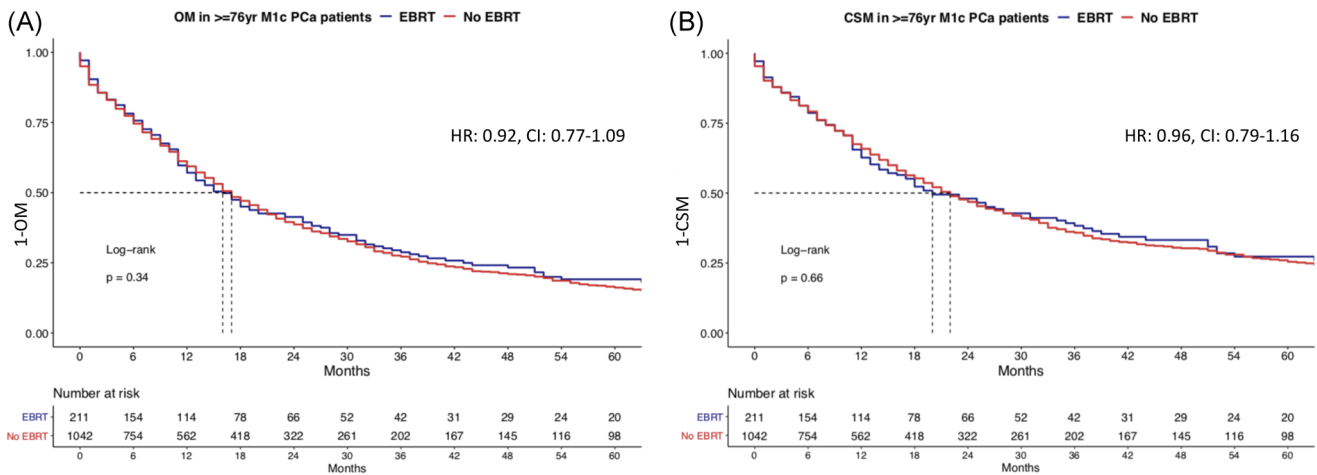 (A)
OM in >=76yr M1c PCa patients EBRT No EBRT
1.00
0.75
0.50
0.25
0.00
1-OM
HR: 0.92, CI: 0.77-1.09
Log-rank
p = 0.34
0 6 12 18 24 30 36 42 48 54 60
Months
Number at risk
EBRT 211 154 114 78 66 52 42 31 29 24 20
No EBRT 1042 754 562 418 322 261 202 167 145 116 98
0 6 12 18 24 30 36 42 48 54 60
Months
(B)
CSM in >=76yr M1c PCa patients EBRT No EBRT
1.00
0.75
0.50
0.25
0.00
1-CSM
HR: 0.96, CI: 0.79-1.16
Log-rank
p = 0.66
0 6 12 18 24 30 36 42 48 54 60
Months
Number at risk
EBRT 211 154 114 78 66 52 42 31 29 24 20
No EBRT 1042 754 562 418 322 261 202 167 145 116 98
0 6 12 18 24 30 36 42 48 54 60
Months